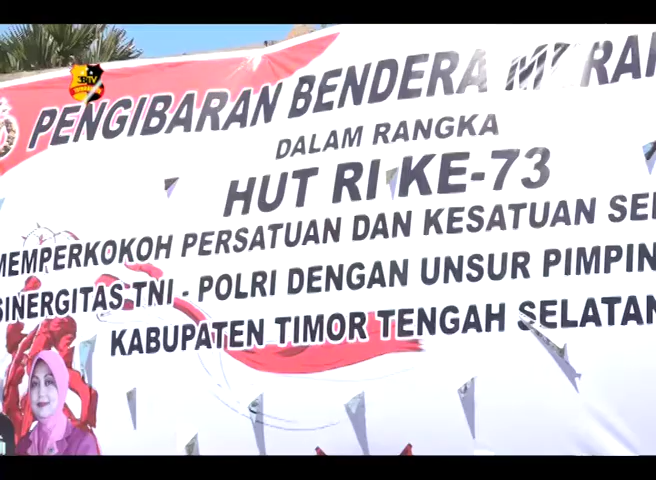 PENGIBARAN BENDERA
DALAM RANGKA
HUT RI KE-73
MEMPERKOKOH PERSATUAN DAN KESATUAN
SINERGITAS TNI - POLRI DENGAN UNSUR
KABUPATEN TIMOR TENGAH SELATAN